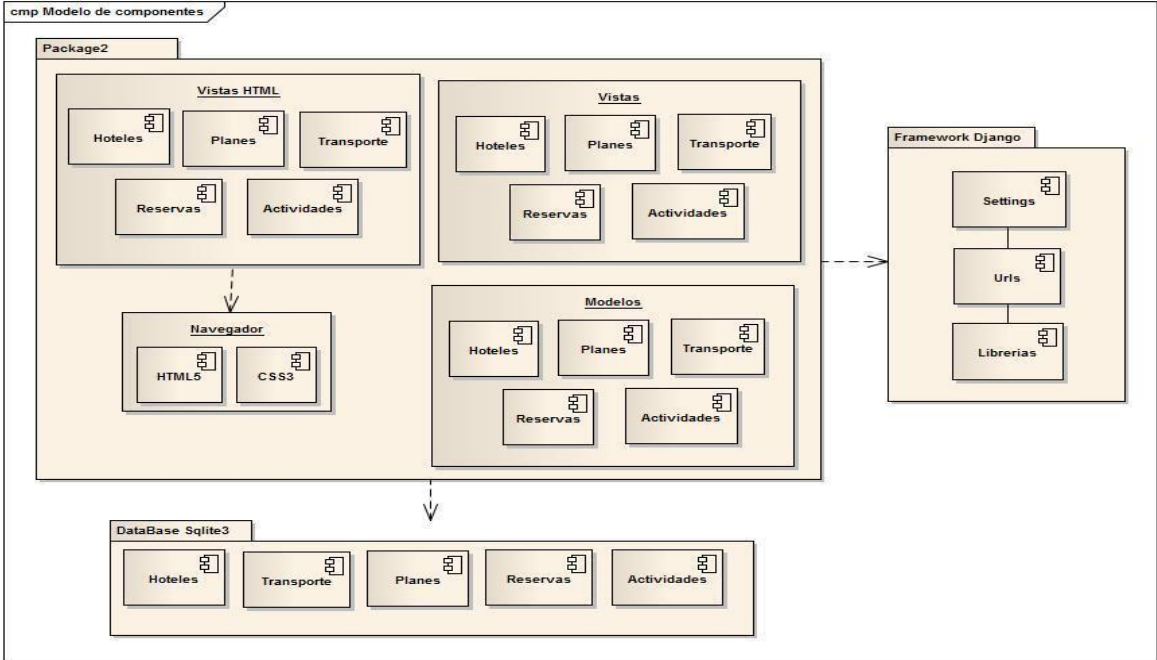 cmp Modelo de componentes
Package2
Vistas HTML
Hoteles
Planes
Transporte
Reservas
Actividades
Vistas
Hoteles
Planes
Transporte
Reservas
Actividades
Navegador
HTML5
CSS3
Modelos
Hoteles
Planes
Transporte
Reservas
Actividades
Framework Django
Settings
Urls
Librerias
DataBase Sqlite3
Hoteles
Transporte
Planes
Reservas
Actividades